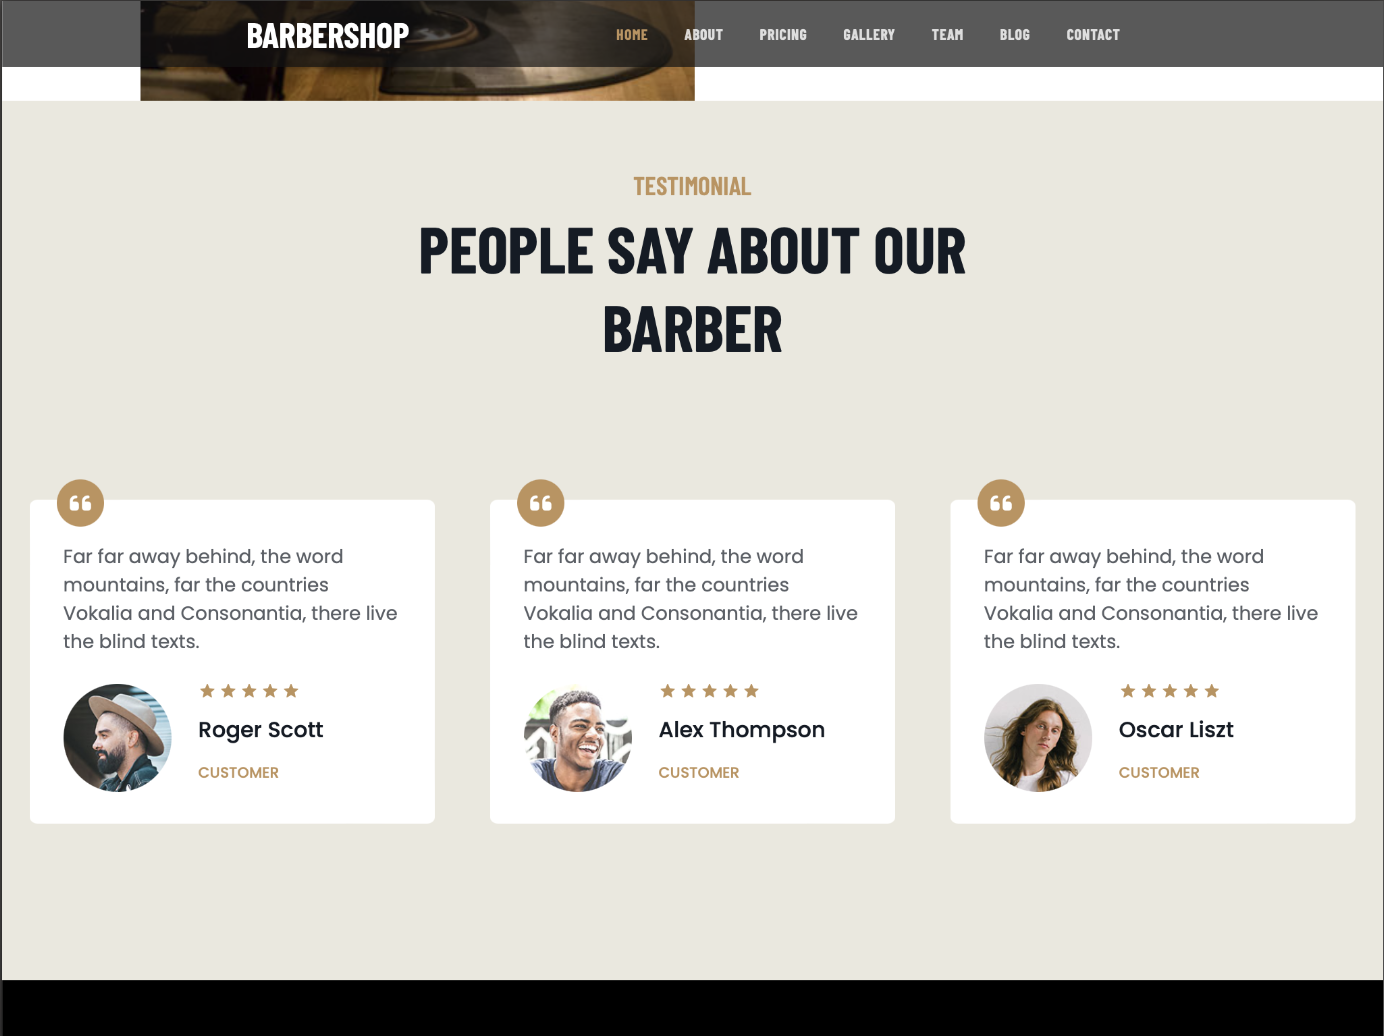 BARBERSHOP
HOME ABOUT PRICING GALLERY TEAM BLOG CONTACT
TESTIMONIAL
PEOPLE SAY ABOUT OUR
BARBER
Far far away behind, the word
mountains, far the countries
Vokalia and Consonantia, there live
the blind texts.
Roger Scott
CUSTOMER
Far far away behind, the word
mountains, far the countries
Vokalia and Consonantia, there live
the blind texts.
Alex Thompson
CUSTOMER
Far far away behind, the word
mountains, far the countries
Vokalia and Consonantia, there live
the blind texts.
Oscar Liszt
CUSTOMER